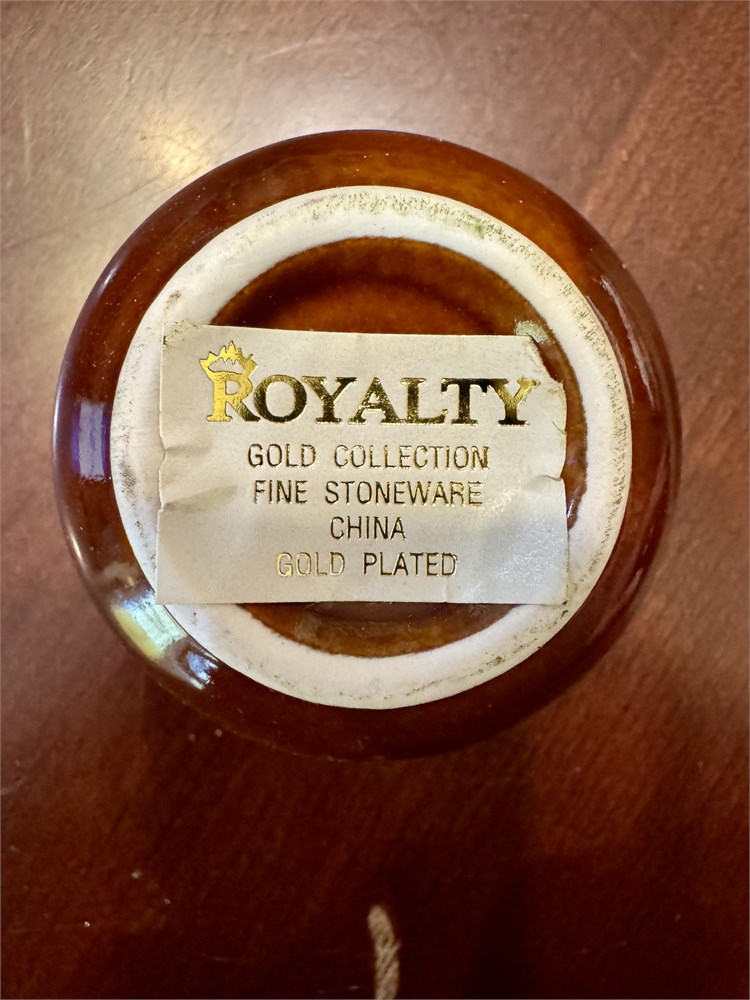 ROYALTY
GOLD COLLECTION
FINE STONEWARE
CHINA
GOLD PLATED